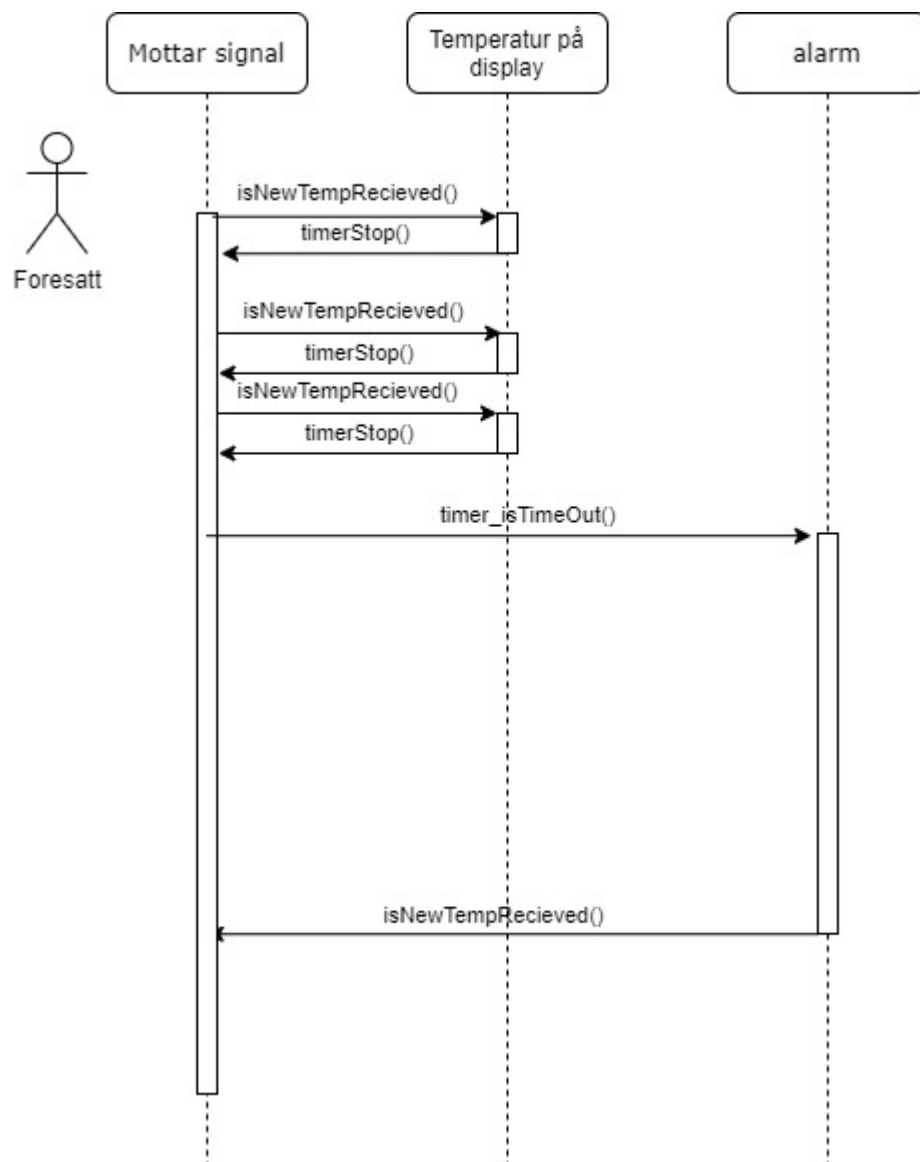 Mottar signal
Temperatur på
display
alarm
isNewTempRecieved()
timerStop()
Foresatt
isNewTempRecieved()
timerStop()
isNewTempRecieved()
timerStop()
timer_isTimeOut()
isNewTempRecieved()